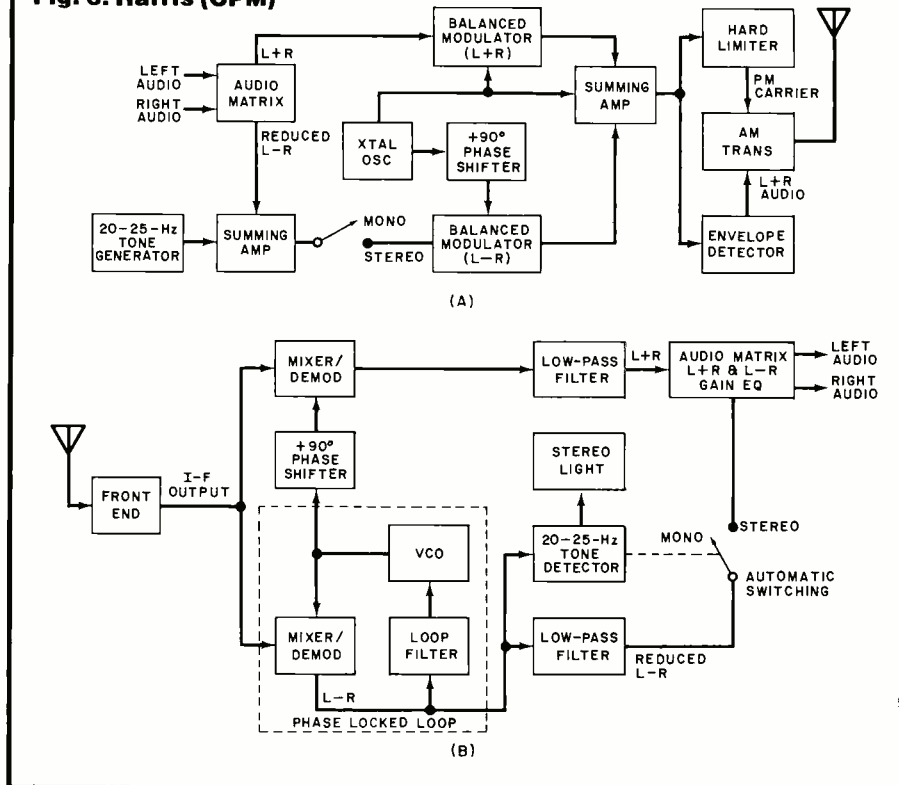 Fig. 6. Harris (CPM)
BALANCED
MODULATOR
(L+R)
HARD
LIMITER
L+R
LEFT
AUDIO
RIGHT
AUDIO
AUDIO
MATRIX
SUMMING
AMP
PM
CARRIER
REDUCED
L-R
XTAL
OSC
+90°
PHASE
SHIFTER
AM
TRANS
L+R
AUDIO
20-25-Hz
TONE
GENERATOR
SUMMING
AMP
MONO
STEREO
BALANCED
MODULATOR
(L-R)
ENVELOPE
DETECTOR
(A)
MIXER/
DEMOD
LOW-PASS
FILTER
L+R
AUDIO MATRIX
L+R & L-R
GAIN EQ
LEFT
AUDIO
RIGHT
AUDIO
+90°
PHASE
SHIFTER
STEREO
LIGHT
FRONT
END
I-F
OUTPUT
VCO
20-25-Hz
TONE
DETECTOR
MONO
STEREO
AUTOMATIC
SWITCHING
MIXER/
DEMOD
LOOP
FILTER
LOW-PASS
FILTER
REDUCED
L-R
L-R
PHASE LOCKED LOOP
(B)